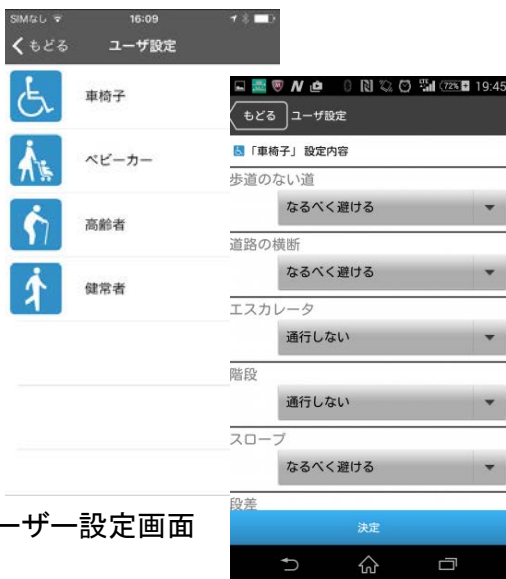 SIMなし 16:09
もどる ユーザ設定
車椅子
ベビーカー
高齢者
健常者
ーザー設定画面
72% 19:45
もどる ユーザ設定
「車椅子」 設定内容
歩道のない道
なるべく避ける
道路の横断
なるべく避ける
エスカレータ
通行しない
階段
通行しない
スロープ
なるべく避ける
段差
決定